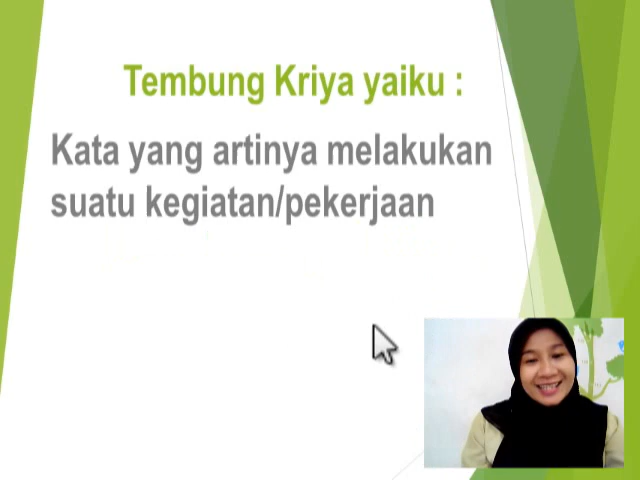 Tembung Kriya yaiku :
Kata yang artinya melakukan
suatu kegiatan/pekerjaan